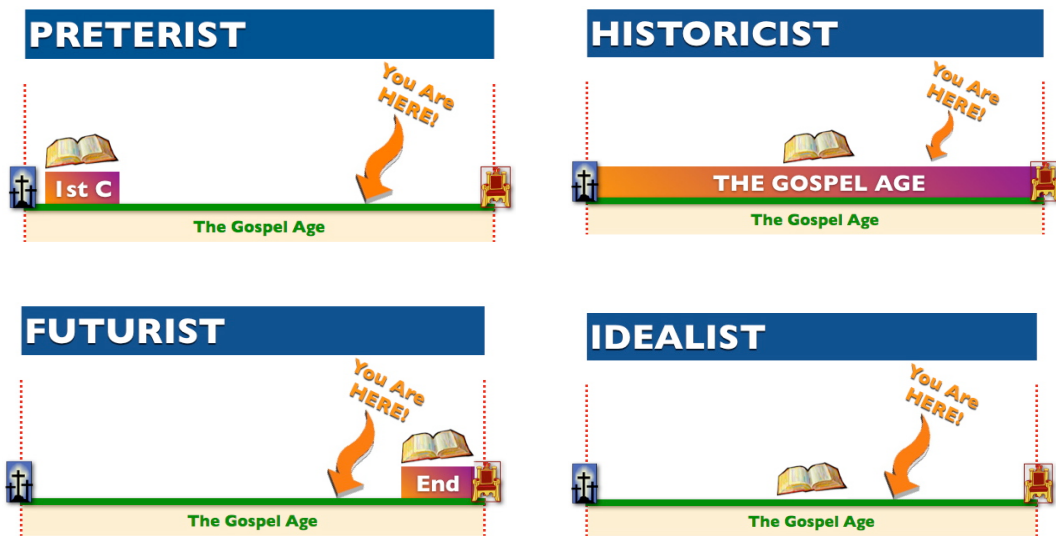 PRETERIST
You Are
HERE!
1st C
The Gospel Age
HISTORICIST
You Are
HERE!
THE GOSPEL AGE
The Gospel Age
FUTURIST
You Are
HERE!
End
The Gospel Age
IDEALIST
You Are
HERE!
The Gospel Age